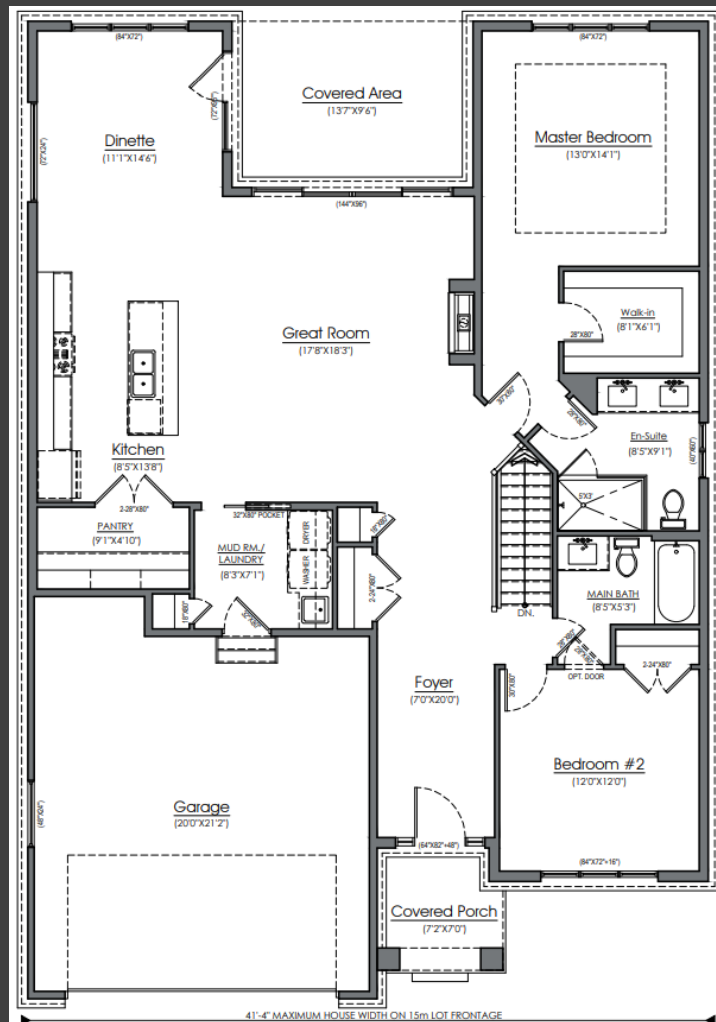 (84"X72")
(84"X72")
Covered Area
(13'7"X9'6")
(72"X80")
Dinette
(11'1"X14'6")
(72"X24")
Master Bedroom
(13'0"X14'1")
(144"X96")
Walk-in
(8'1"X6'1")
28"X80"
Great Room
(17'8"X18'3")
30"X80"
28"X80"
En-Suite
(8'5"X9'1")
(40"X60")
Kitchen
(8'5"X13'8")
5'X3'
2-28"X80"
32"X80" POCKET
PANTRY
(9'1"X4'10")
DRYER
18"X80"
MUD RM./
LAUNDRY
(8'3"X7'1")
WASHER
2-24"X80"
MAIN BATH
(8'5"X5'3")
18"X80"
32"X80"
DN.
28"X80"
28"X80"
OPT. DOOR
2-24"X80"
30"X80"
Foyer
(7'0"X20'0")
Bedroom #2
(12'0"X12'0")
Garage
(20'0"X21'2")
(48"X24")
(64"X82"+48")
(84"X72"+16")
Covered Porch
(7'2"X7'0")
41'-4" MAXIMUM HOUSE WIDTH ON 15m LOT FRONTAGE